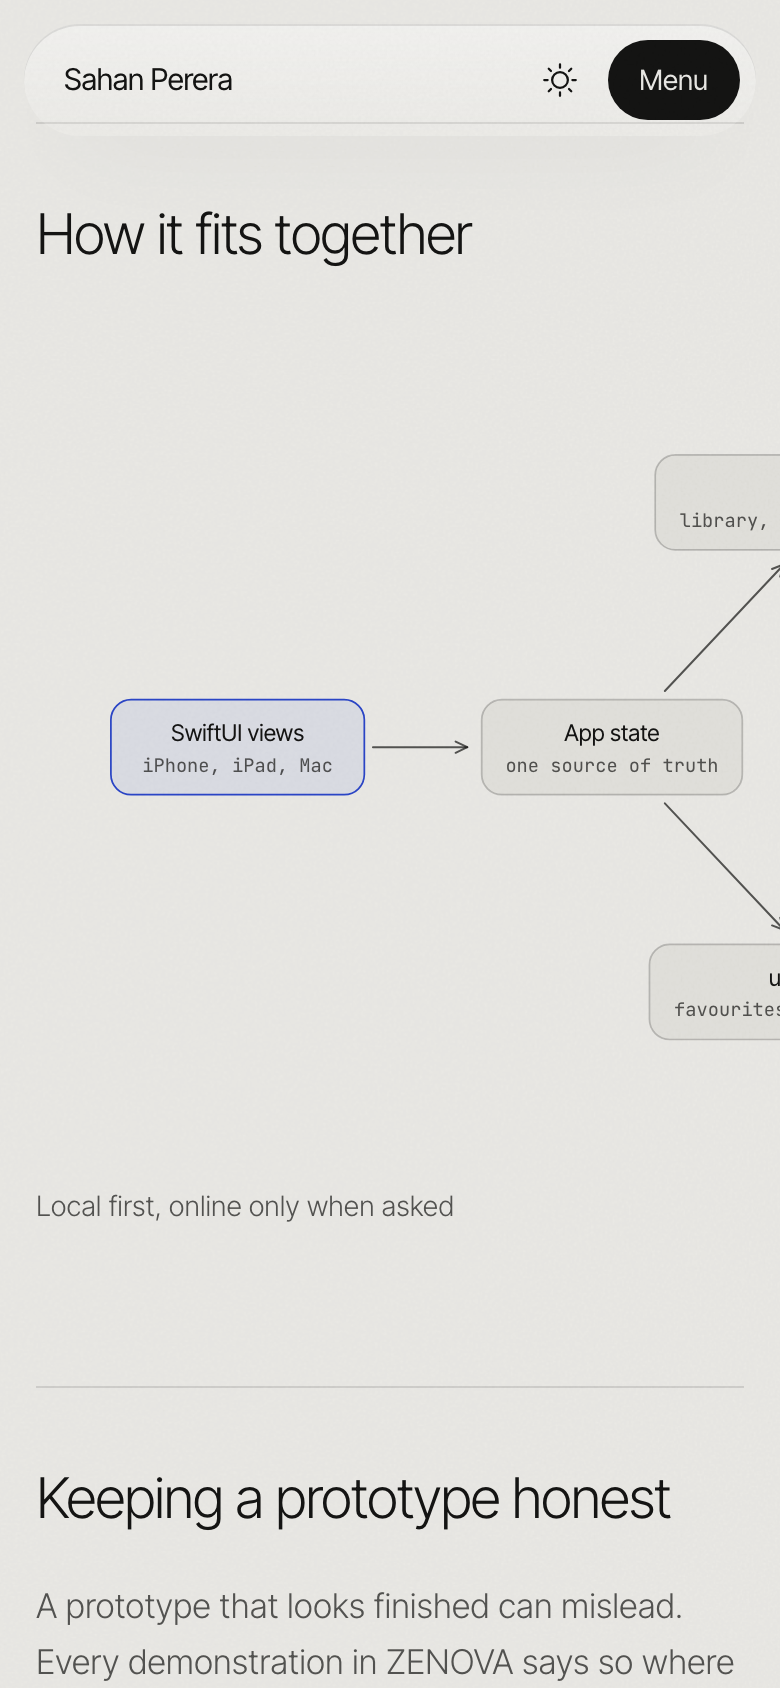 Sahan Perera
Menu
How it fits together
library,
SwiftUI views
iPhone, iPad, Mac
App state
one source of truth
favourites
Local first, online only when asked
Keeping a prototype honest
A prototype that looks finished can mislead.
Every demonstration in ZENOVA says so where